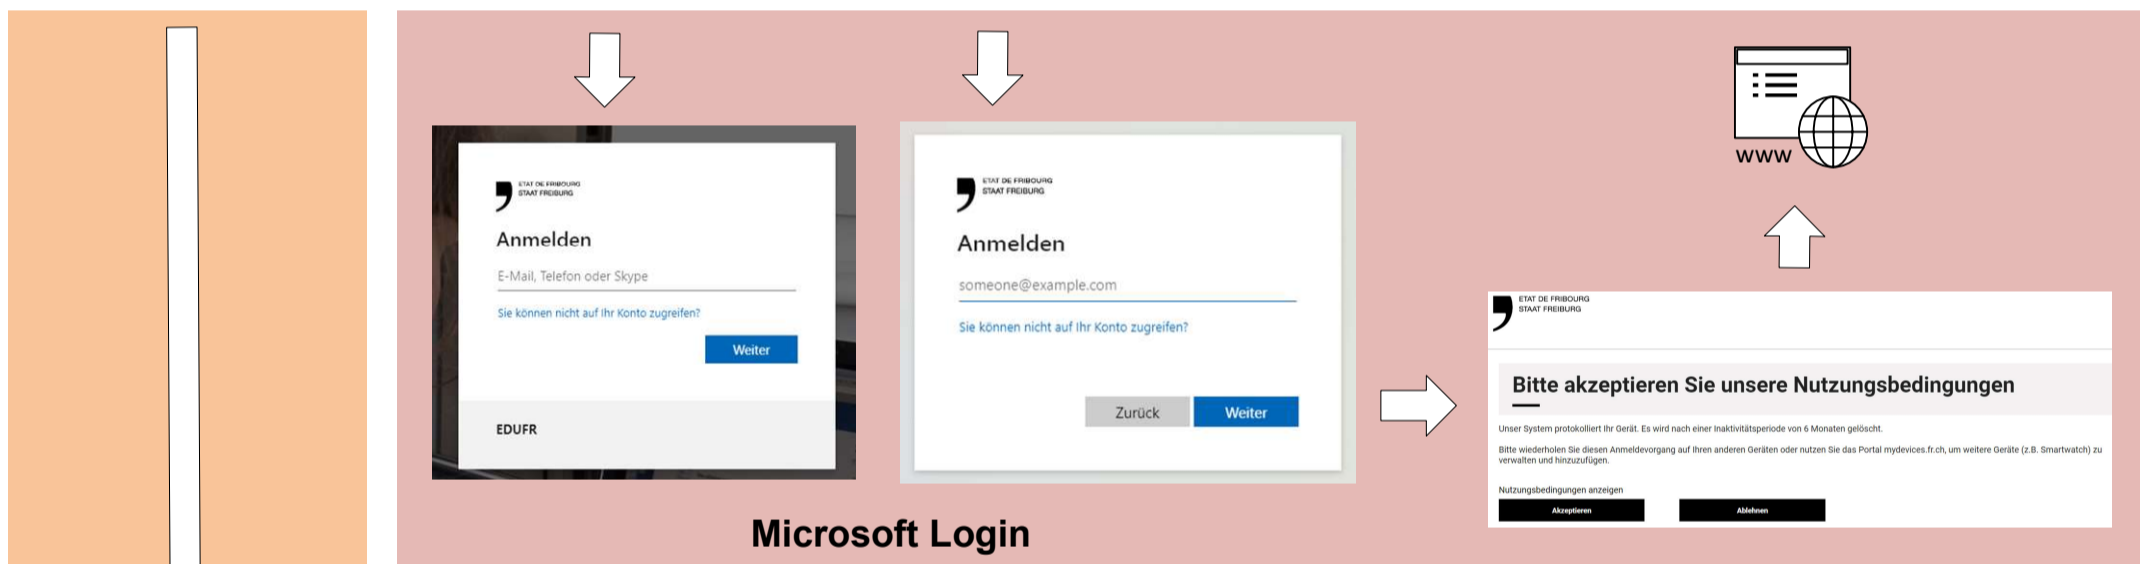 ETAT DE FRIBOURG
STAAT FREIBURG
Anmelden
E-Mail, Telefon oder Skype
Sie können nicht auf Ihr Konto zugreifen?
Weiter
EDUFR
ETAT DE FRIBOURG
STAAT FREIBURG
Anmelden
someone@example.com
Sie können nicht auf Ihr Konto zugreifen?
Zurück Weiter
Microsoft Login
www
ETAT DE FRIBOURG
STAAT FREIBURG
Bitte akzeptieren Sie unsere Nutzungsbedingungen
Unser System protokolliert Ihr Gerät. Es wird nach einer Inaktivitätsperiode von 6 Monaten gelöscht.
Bitte wiederholen Sie diesen Anmeldevorgang auf Ihren anderen Geräten oder nutzen Sie das Portal mydevices.fr.ch, um weitere Geräte (z.B. Smartwatch) zu
verwalten und hinzuzufügen.
Nutzungsbedingungen anzeigen
Akzeptieren Ablehnen